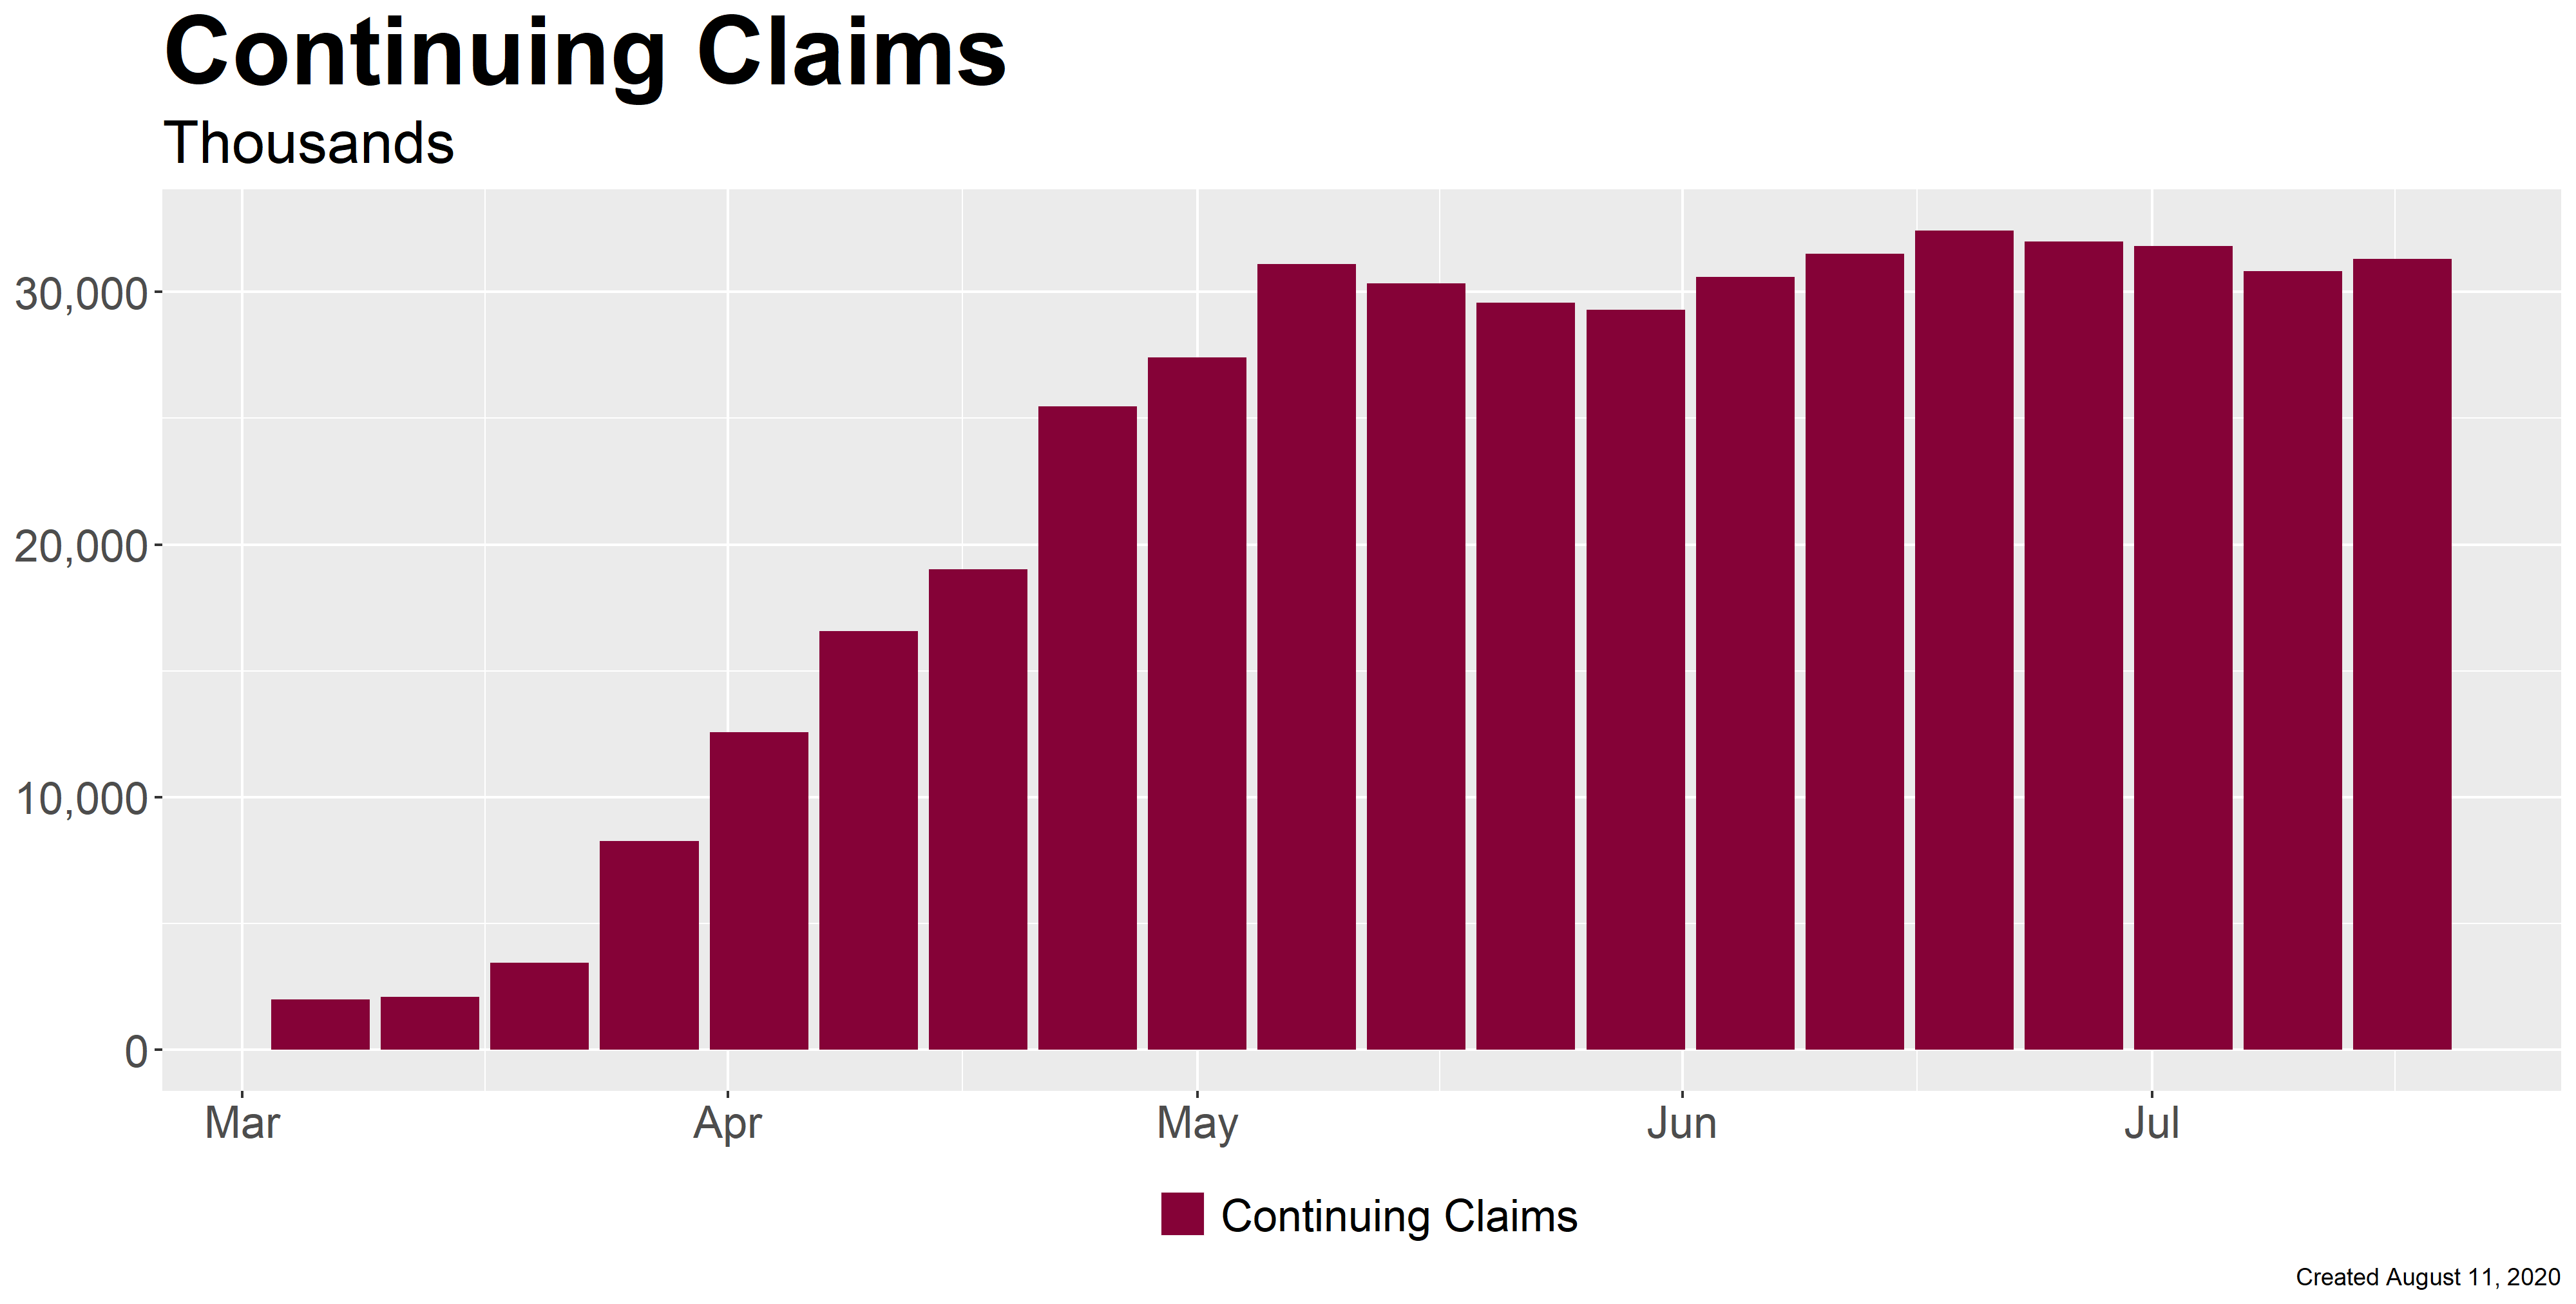 Continuing Claims
Thousands
30,000
20,000
10,000
0
Mar Apr May Jun Jul
Continuing Claims
Created August 11, 2020